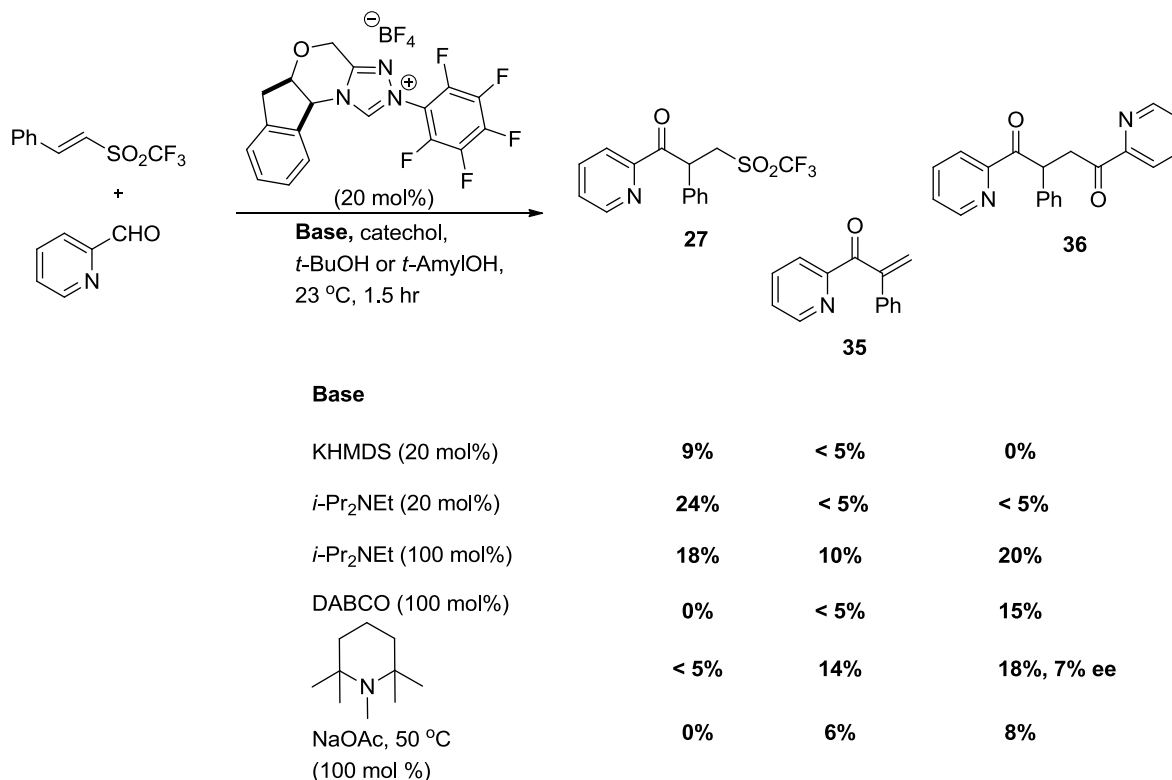 ⊖
BF4
O
N
N
N
⊕
F
F
F
F
F
Ph
SO2CF3
+
CHO
N
(20 mol%)
Base, catechol,
t-BuOH or t-AmylOH,
23 °C, 1.5 hr
O
N
Ph
SO2CF3
27
O
N
Ph
35
O
N
Ph
O
N
36
Base
KHMDS (20 mol%) 9% < 5% 0%
i-Pr2NEt (20 mol%) 24% < 5% < 5%
i-Pr2NEt (100 mol%) 18% 10% 20%
DABCO (100 mol%) 0% < 5% 15%
N < 5% 14% 18%, 7% ee
NaOAc, 50 °C 0% 6% 8%
(100 mol %)